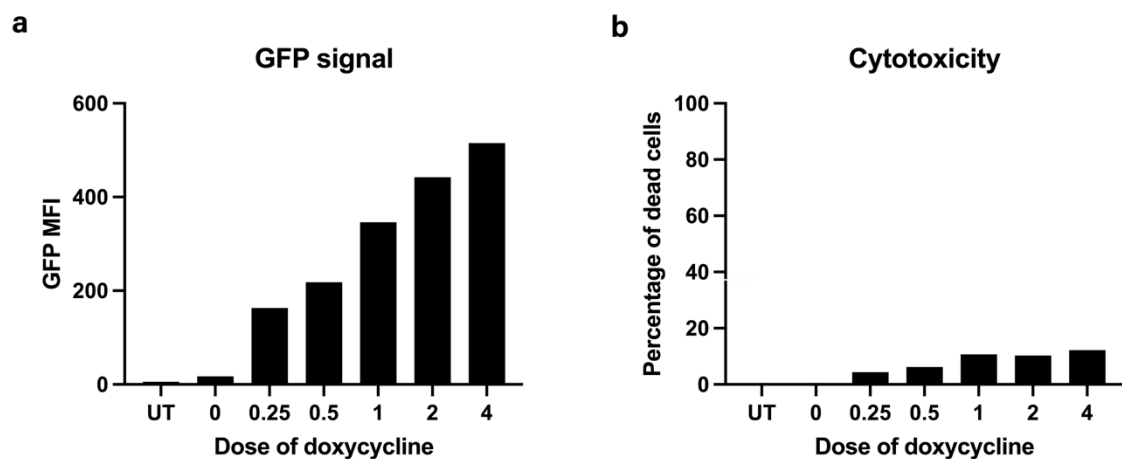 a
GFP signal
GFP MFI
600
400
200
0
UT 0 0.25 0.5 1 2 4
Dose of doxycycline
b
Cytotoxicity
Percentage of dead cells
100
80
60
40
20
0
UT 0 0.25 0.5 1 2 4
Dose of doxycycline